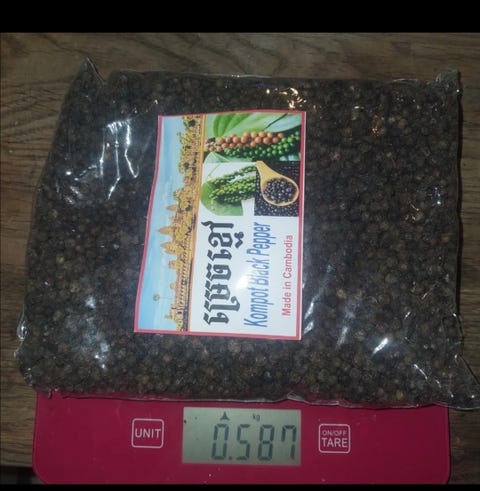 ម្រេចខ្មៅ
Kompot Black Pepper
Made in Cambodia
UNIT
kg
0.587
ON/OFF
TARE